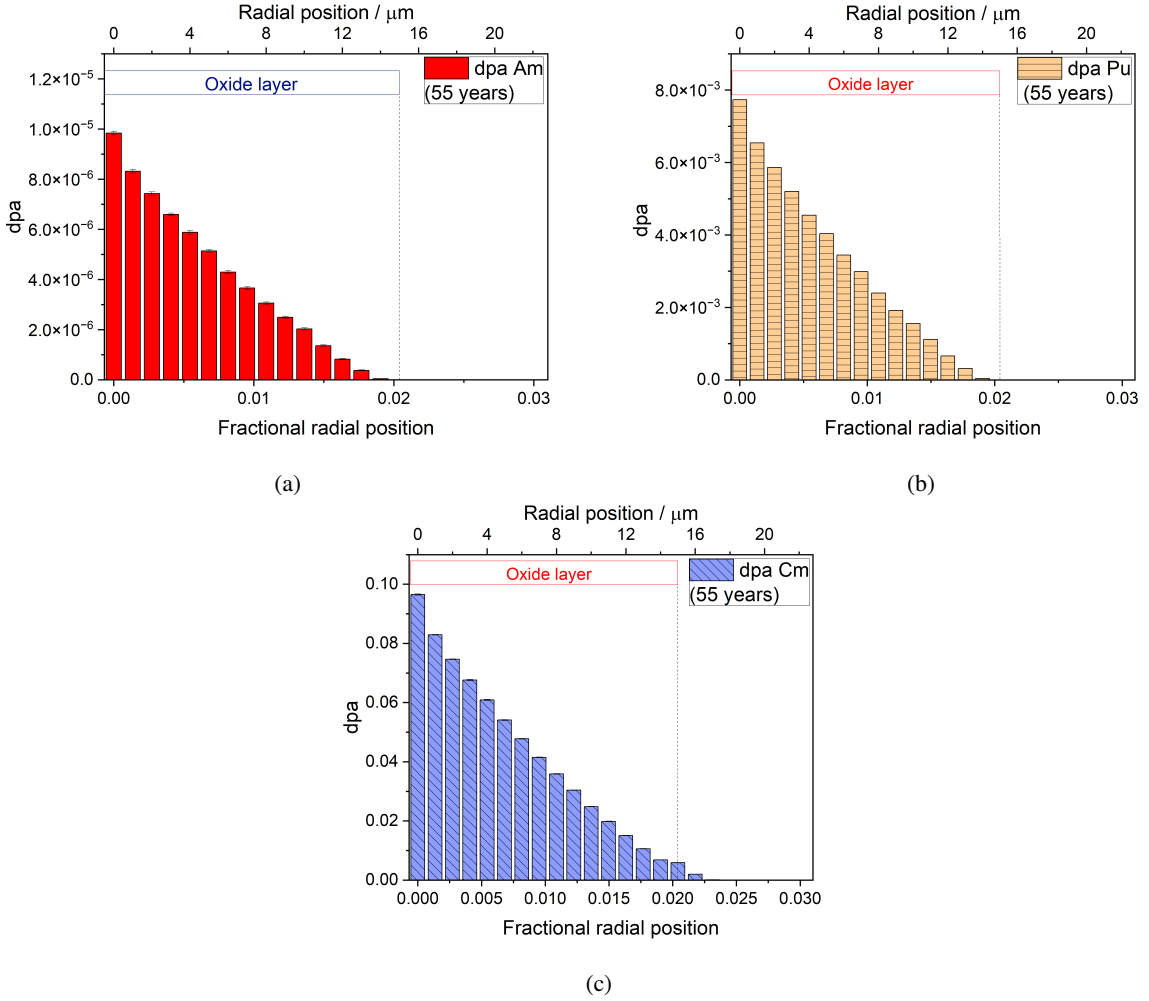 Radial position / μm
0 4 8 12 16 20
dpa Am
(55 years)
Oxide layer
1.2×10⁻⁵
1.0×10⁻⁵
8.0×10⁻⁶
6.0×10⁻⁶
4.0×10⁻⁶
2.0×10⁻⁶
0.0
dpa
0.00 0.01 0.02 0.03
Fractional radial position
(a)
Radial position / μm
0 4 8 12 16 20
dpa Pu
(55 years)
Oxide layer
8.0×10⁻³
6.0×10⁻³
4.0×10⁻³
2.0×10⁻³
0.0
dpa
0.00 0.01 0.02 0.03
Fractional radial position
(b)
Radial position / μm
0 4 8 12 16 20
dpa Cm
(55 years)
Oxide layer
0.10
0.08
0.06
0.04
0.02
0.00
dpa
0.000 0.005 0.010 0.015 0.020 0.025 0.030
Fractional radial position
(c)